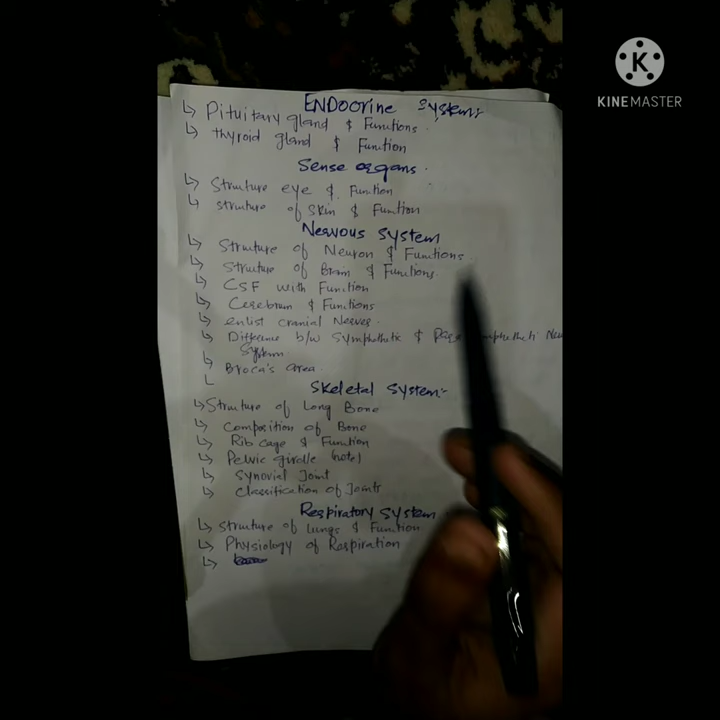 ENDOCRINE SYSTEMS
↳ Pituitary gland & Functions.
↳ thyroid gland & Function
Sense organs.
↳ Structure eye & Function
↳ structure of Skin & Function
Nervous System
↳ Structure of Neuron & Functions.
↳ Structure of Brain & Functions.
↳ CSF with Function
↳ Cerebrum & Functions
↳ enlist cranial Nerves.
↳ Difference b/w Symphethetic &
System
↳ Broca's area.
Skeletal System:-
↳ Structure of Long Bone
↳ Composition of Bone
↳ Rib cage & Function
↳ Pelvic girdle
↳ Synovial Joint
↳ Classification of Joints
Respiratory System
↳ Structure of Lungs & Function
↳ Physiology of Respiration
K
KINEMASTER